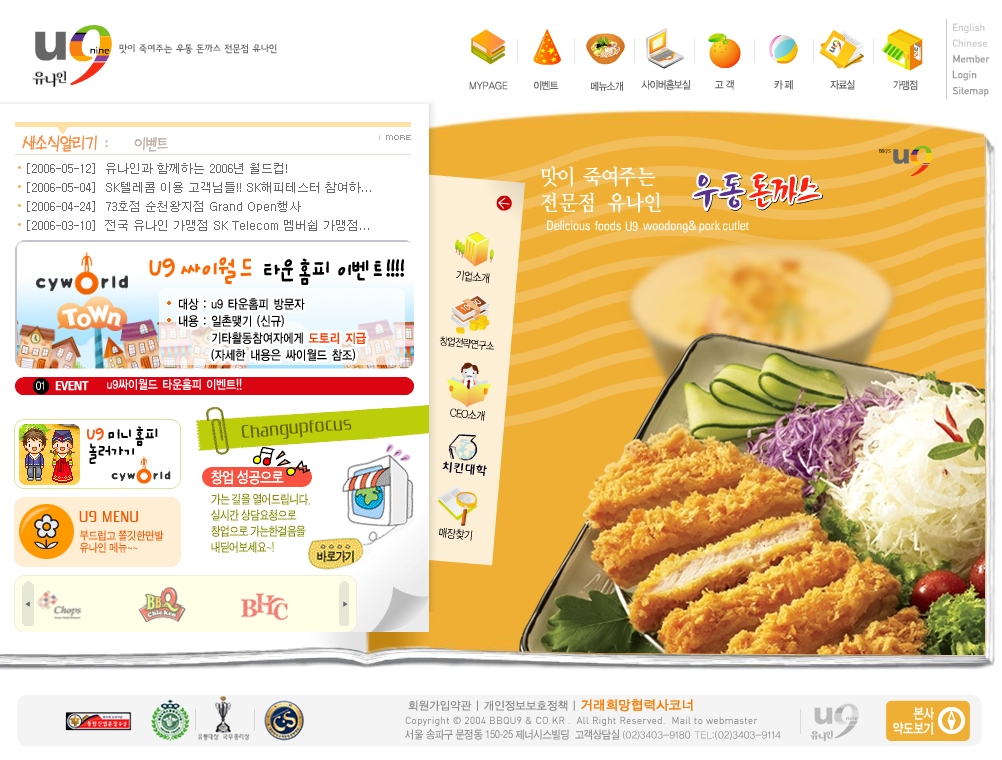 u9 nine
유나인
맛이 죽여주는 우동 돈까스 전문점 유나인
MYPAGE
이벤트
메뉴소개
사이버홍보실
고 객
카 페
자료실
가맹점
English
Chinese
Member
Login
Sitemap
새소식알리기 : 이벤트
MORE
[2006-05-12] 유나인과 함께하는 2006년 월드컵!
[2006-05-04] SK텔레콤 이용 고객님들!! SK해피테스터 참여하...
[2006-04-24] 73호점 순천왕지점 Grand Open행사
[2006-03-10] 전국 유나인 가맹점 SK Telecom 멤버쉽 가맹점...
cyworld
TOWN
U9 싸이월드 타운홈피 이벤트!!!!
대상 : u9 타운홈피 방문자
내용 : 일촌맺기 (신규)
기타활동참여자에게 도토리 지급
(자세한 내용은 싸이월드 참조)
01 EVENT u9싸이월드 타운홈피 이벤트!!
U9 미니홈피
놀러가기
cyworld
U9 MENU
부드럽고 쫄깃한면발
유나인 메뉴~~
Changupfocus
창업 성공으로
가는 길을 열어드립니다.
실시간 상담요청으로
창업으로 가는한걸음을
내딛어보세요~!
바로가기
Chops
BBQ
Chicken
BHC
기업소개
창업전략연구소
CEO소개
치킨대학
매장찾기
맛이 죽여주는
전문점 유나인
우동돈까스
Delicious foods U9 woodong& pork cutlet
u9
회원가입약관 | 개인정보보호정책 | 거래희망협력사코너
Copyright © 2004 BBQU9 & CO.KR . All Right Reserved. Mail to webmaster
서울 송파구 문정동 150-25 제너시스빌딩 고객상담실 (02)3403-9180 TEL:(02)3403-9114
u9
유나인
본사
약도보기